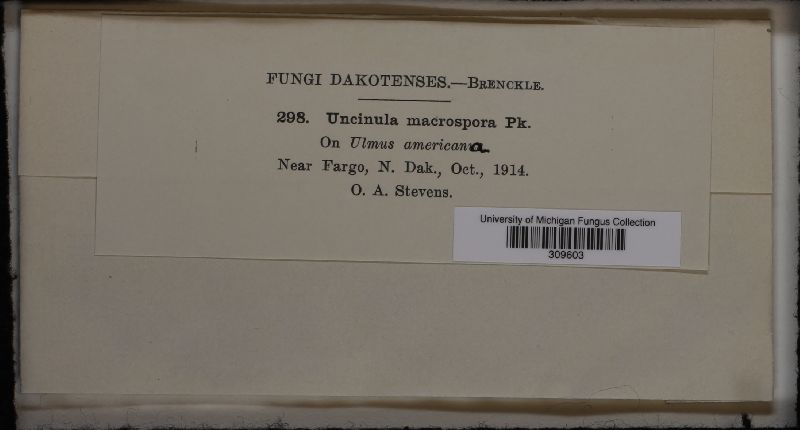 FUNGI DAKOTENSES.—BRENCKLE.
298. Uncinula macrospora Pk.
On Ulmus americana
Near Fargo, N. Dak., Oct., 1914.
O. A. Stevens.
University of Michigan Fungus Collection
309603